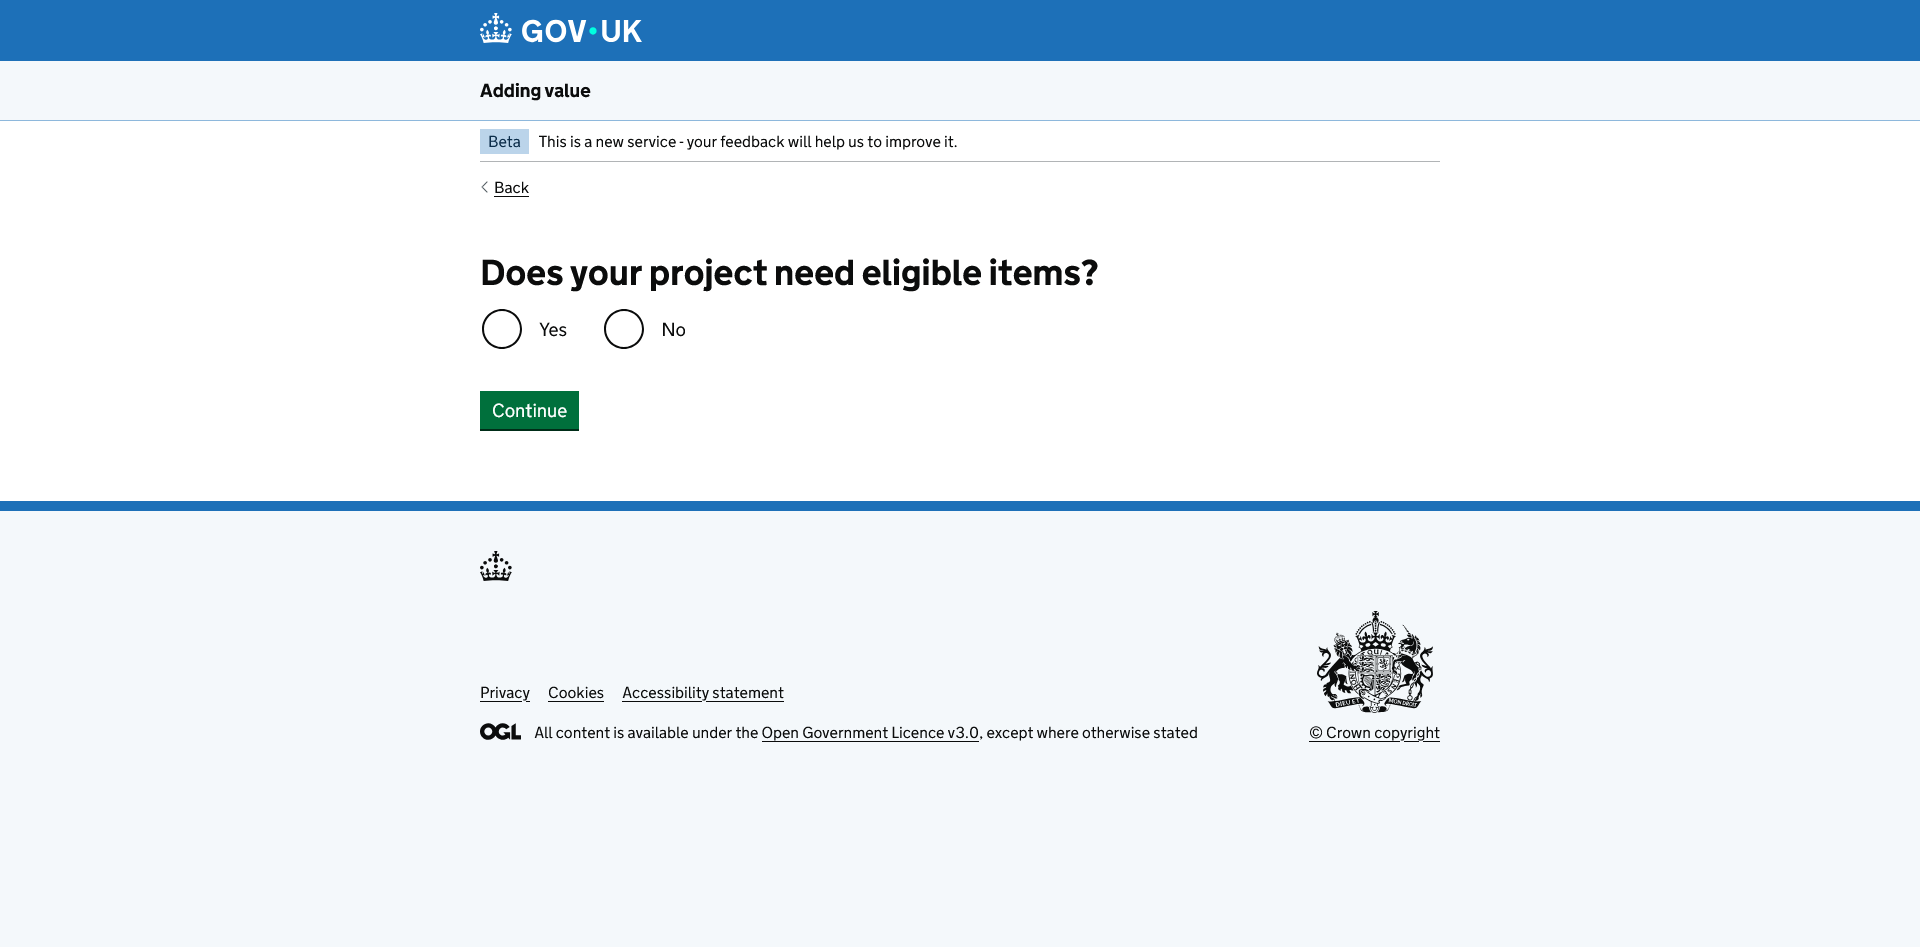 GOV·UK
Adding value
Beta This is a new service - your feedback will help us to improve it.
Back
Does your project need eligible items?
Yes No
Continue
Privacy Cookies Accessibility statement
OGL All content is available under the Open Government Licence v3.0, except where otherwise stated
© Crown copyright